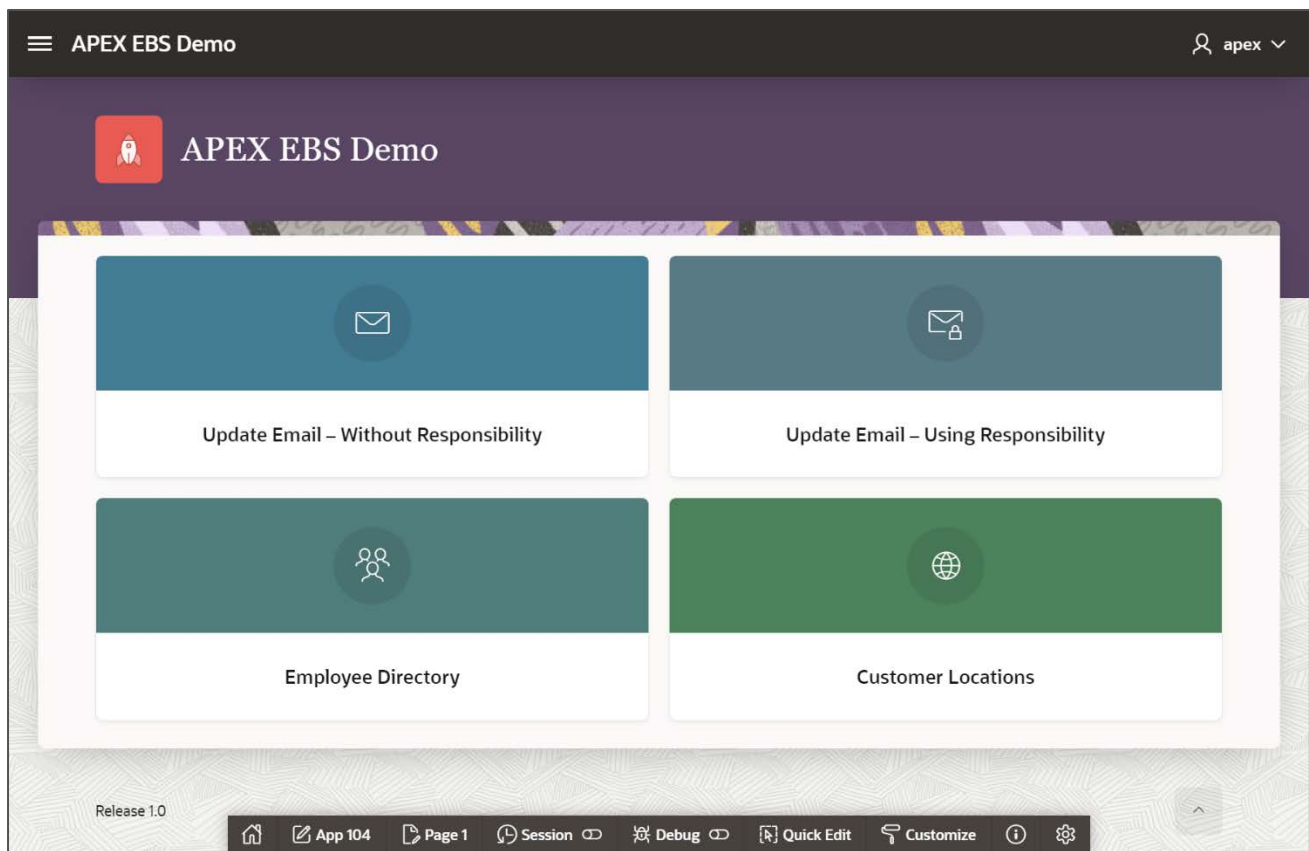 APEX EBS Demo
apex
APEX EBS Demo
Update Email – Without Responsibility
Update Email – Using Responsibility
Employee Directory
Customer Locations
Release 1.0
App 104 Page 1 Session Debug Quick Edit Customize